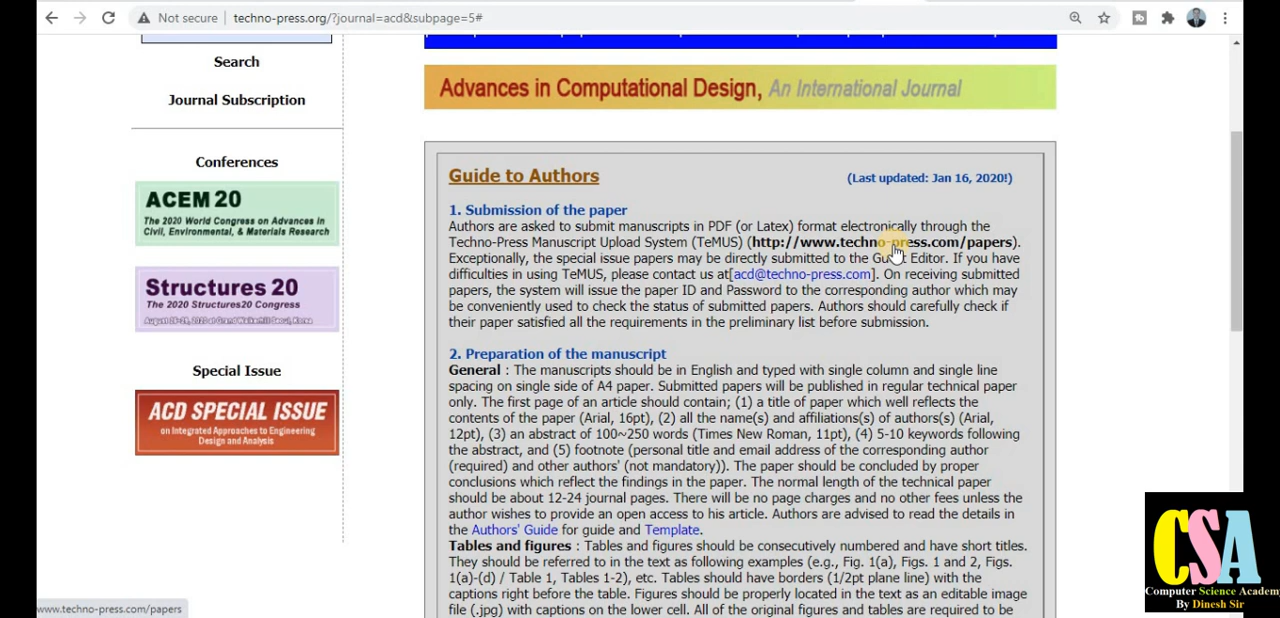 Not secure
techno-press.org/?journal=acd&subpage=5#
Search
Journal Subscription
Conferences
ACEM 20
The 2020 World Congress on Advances in
Civil, Environmental, & Materials Research
Structures 20
The 2020 Structures20 Congress
Special Issue
ACD SPECIAL ISSUE
on Integrated Approaches to Engineering
Design and Analysis
Advances in Computational Design, An International Journal
Guide to Authors
(Last updated: Jan 16, 2020!)
1. Submission of the paper
Authors are asked to submit manuscripts in PDF (or Latex) format electronically through the
Techno-Press Manuscript Upload System (TeMUS) (http://www.techno-press.com/papers).
Exceptionally, the special issue papers may be directly submitted to the Guest Editor. If you have
difficulties in using TeMUS, please contact us at[acd@techno-press.com]. On receiving submitted
papers, the system will issue the paper ID and Password to the corresponding author which may
be conveniently used to check the status of submitted papers. Authors should carefully check if
their paper satisfied all the requirements in the preliminary list before submission.
2. Preparation of the manuscript
General : The manuscripts should be in English and typed with single column and single line
spacing on single side of A4 paper. Submitted papers will be published in regular technical paper
only. The first page of an article should contain; (1) a title of paper which well reflects the
contents of the paper (Arial, 16pt), (2) all the name(s) and affiliations(s) of authors(s) (Arial,
12pt), (3) an abstract of 100~250 words (Times New Roman, 11pt), (4) 5-10 keywords following
the abstract, and (5) footnote (personal title and email address of the corresponding author
(required) and other authors' (not mandatory)). The paper should be concluded by proper
conclusions which reflect the findings in the paper. The normal length of the technical paper
should be about 12-24 journal pages. There will be no page charges and no other fees unless the
author wishes to provide an open access to his article. Authors are advised to read the details in
the Authors' Guide for guide and Template.
Tables and figures : Tables and figures should be consecutively numbered and have short titles.
They should be referred to in the text as following examples (e.g., Fig. 1(a), Figs. 1 and 2, Figs.
1(a)-(d) / Table 1, Tables 1-2), etc. Tables should have borders (1/2pt plane line) with the
captions right before the table. Figures should be properly located in the text as an editable image
file (.jpg) with captions on the lower cell. All of the original figures and tables are required to be
www.techno-press.com/papers
CSA
Computer Science Academy
By Dinesh Sir